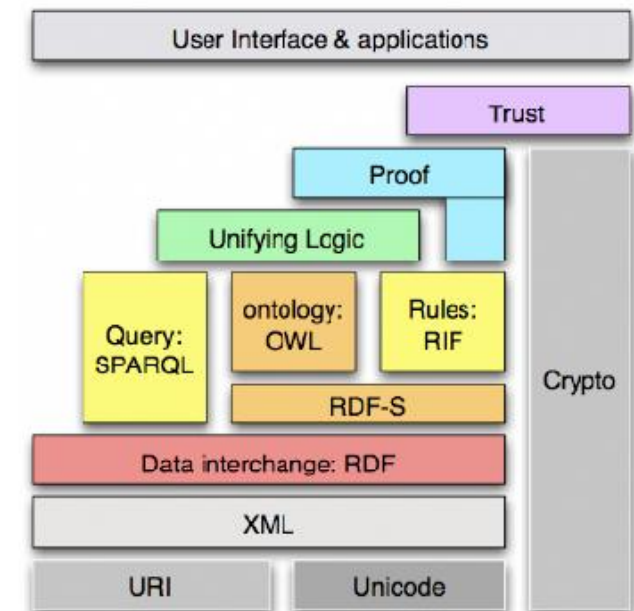 User Interface & applications
Trust
Proof
Unifying Logic
Query:
SPARQL
ontology:
OWL
Rules:
RIF
Crypto
RDF-S
Data interchange: RDF
XML
URI
Unicode